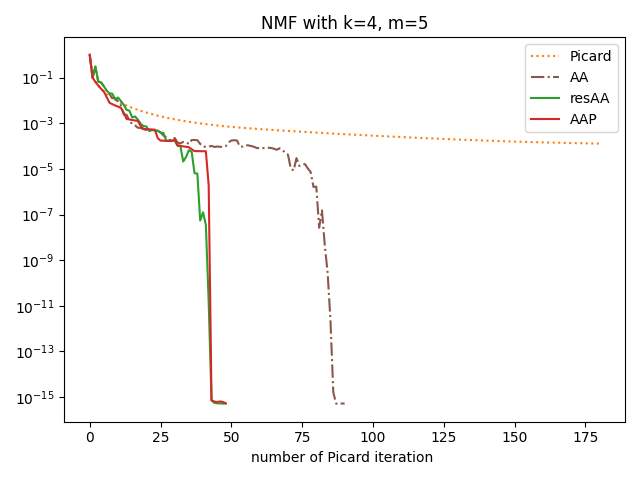 NMF with k=4, m=5
Picard
AA
resAA
AAP
10⁻¹
10⁻³
10⁻⁵
10⁻⁷
10⁻⁹
10⁻¹¹
10⁻¹³
10⁻¹⁵
0 25 50 75 100 125 150 175
number of Picard iteration